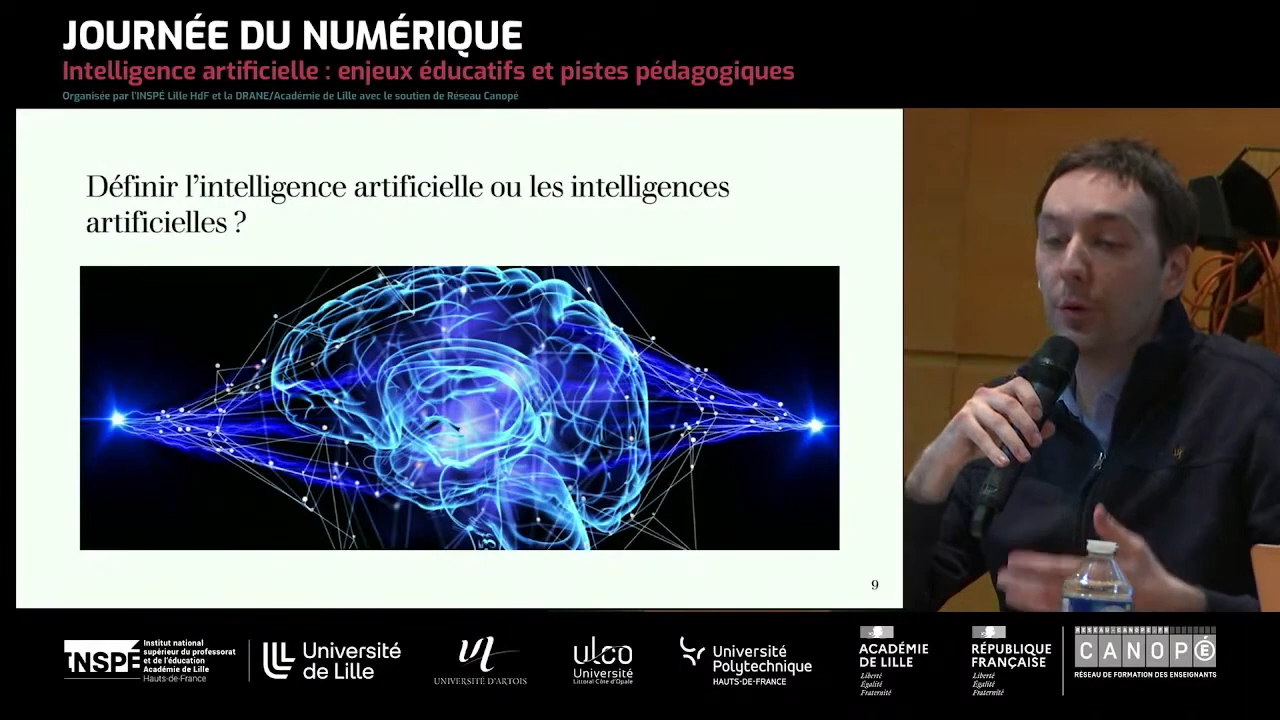 JOURNÉE DU NUMÉRIQUE
Intelligence artificielle : enjeux éducatifs et pistes pédagogiques
Organisée par l'INSPÉ Lille HdF et la DRANE/Académie de Lille avec le soutien de Réseau Canopé
Définir l’intelligence artificielle ou les intelligences
artificielles ?
9
INSPÉ
Institut national
supérieur du professorat
et de l'éducation
Académie de Lille
Hauts-de-France
Université
de Lille
UNIVERSITÉ D'ARTOIS
ulco
Université
Littoral Côte d'Opale
Université
Polytechnique
HAUTS-DE-FRANCE
ACADÉMIE
DE LILLE
Liberté
Égalité
Fraternité
RÉPUBLIQUE
FRANÇAISE
Liberté
Égalité
Fraternité
RESEAU-CANOPE.FR
CANOPÉ
RÉSEAU DE FORMATION DES ENSEIGNANTS